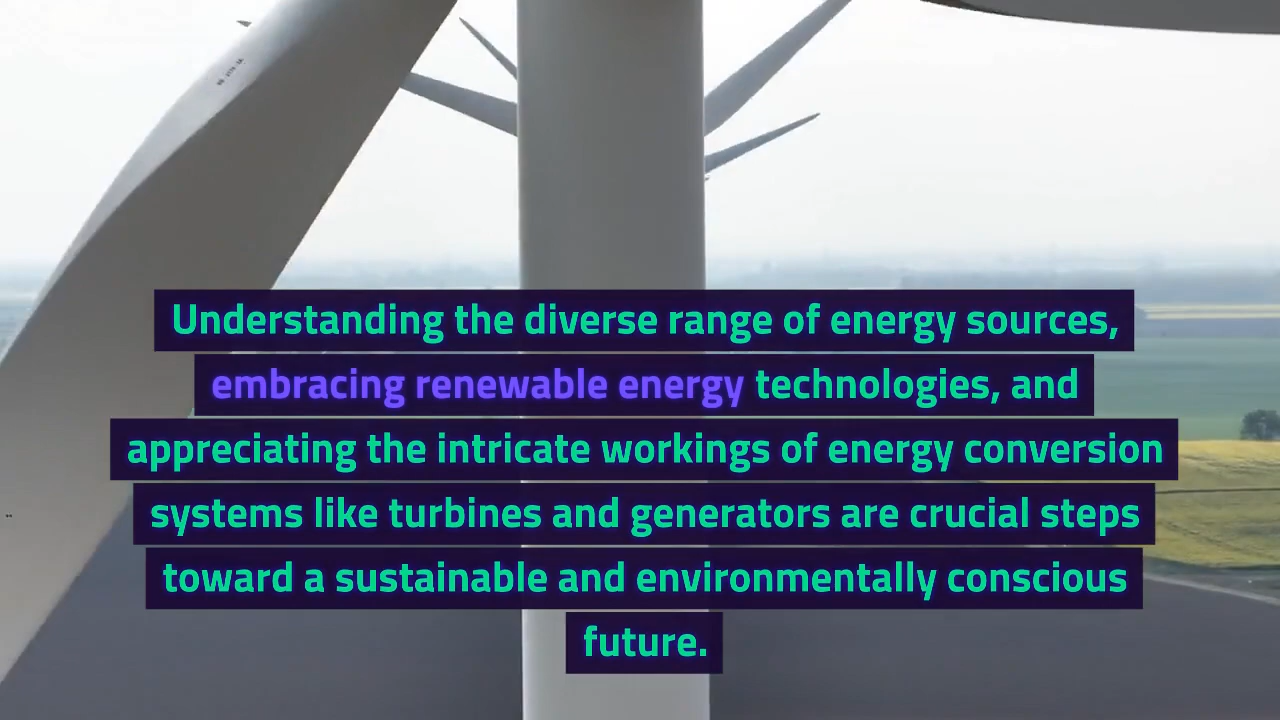 Understanding the diverse range of energy sources,
embracing renewable energy technologies, and
appreciating the intricate workings of energy conversion
systems like turbines and generators are crucial steps
toward a sustainable and environmentally conscious
future.